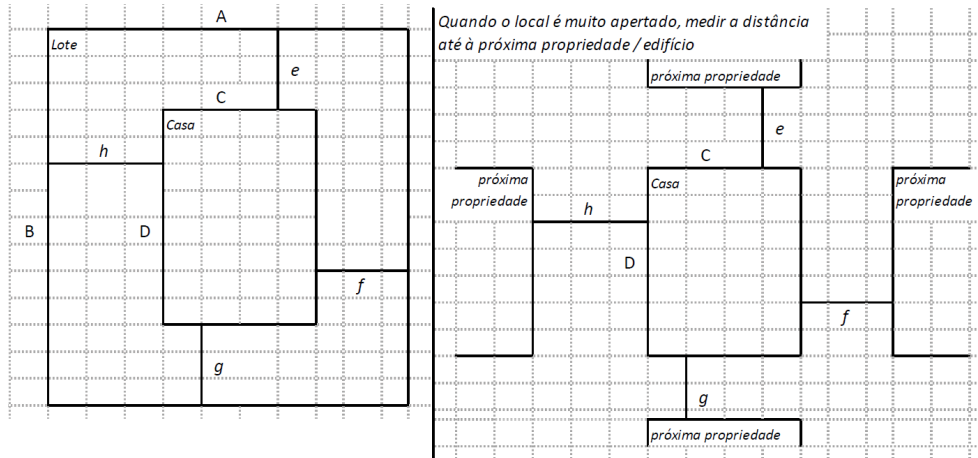 A
Lote
e
C
Casa
h
B
D
f
g
Quando o local é muito apertado, medir a distância
até à próxima propriedade / edifício
próxima propriedade
e
C
próxima
propriedade
Casa
próxima
propriedade
h
D
f
g
próxima propriedade